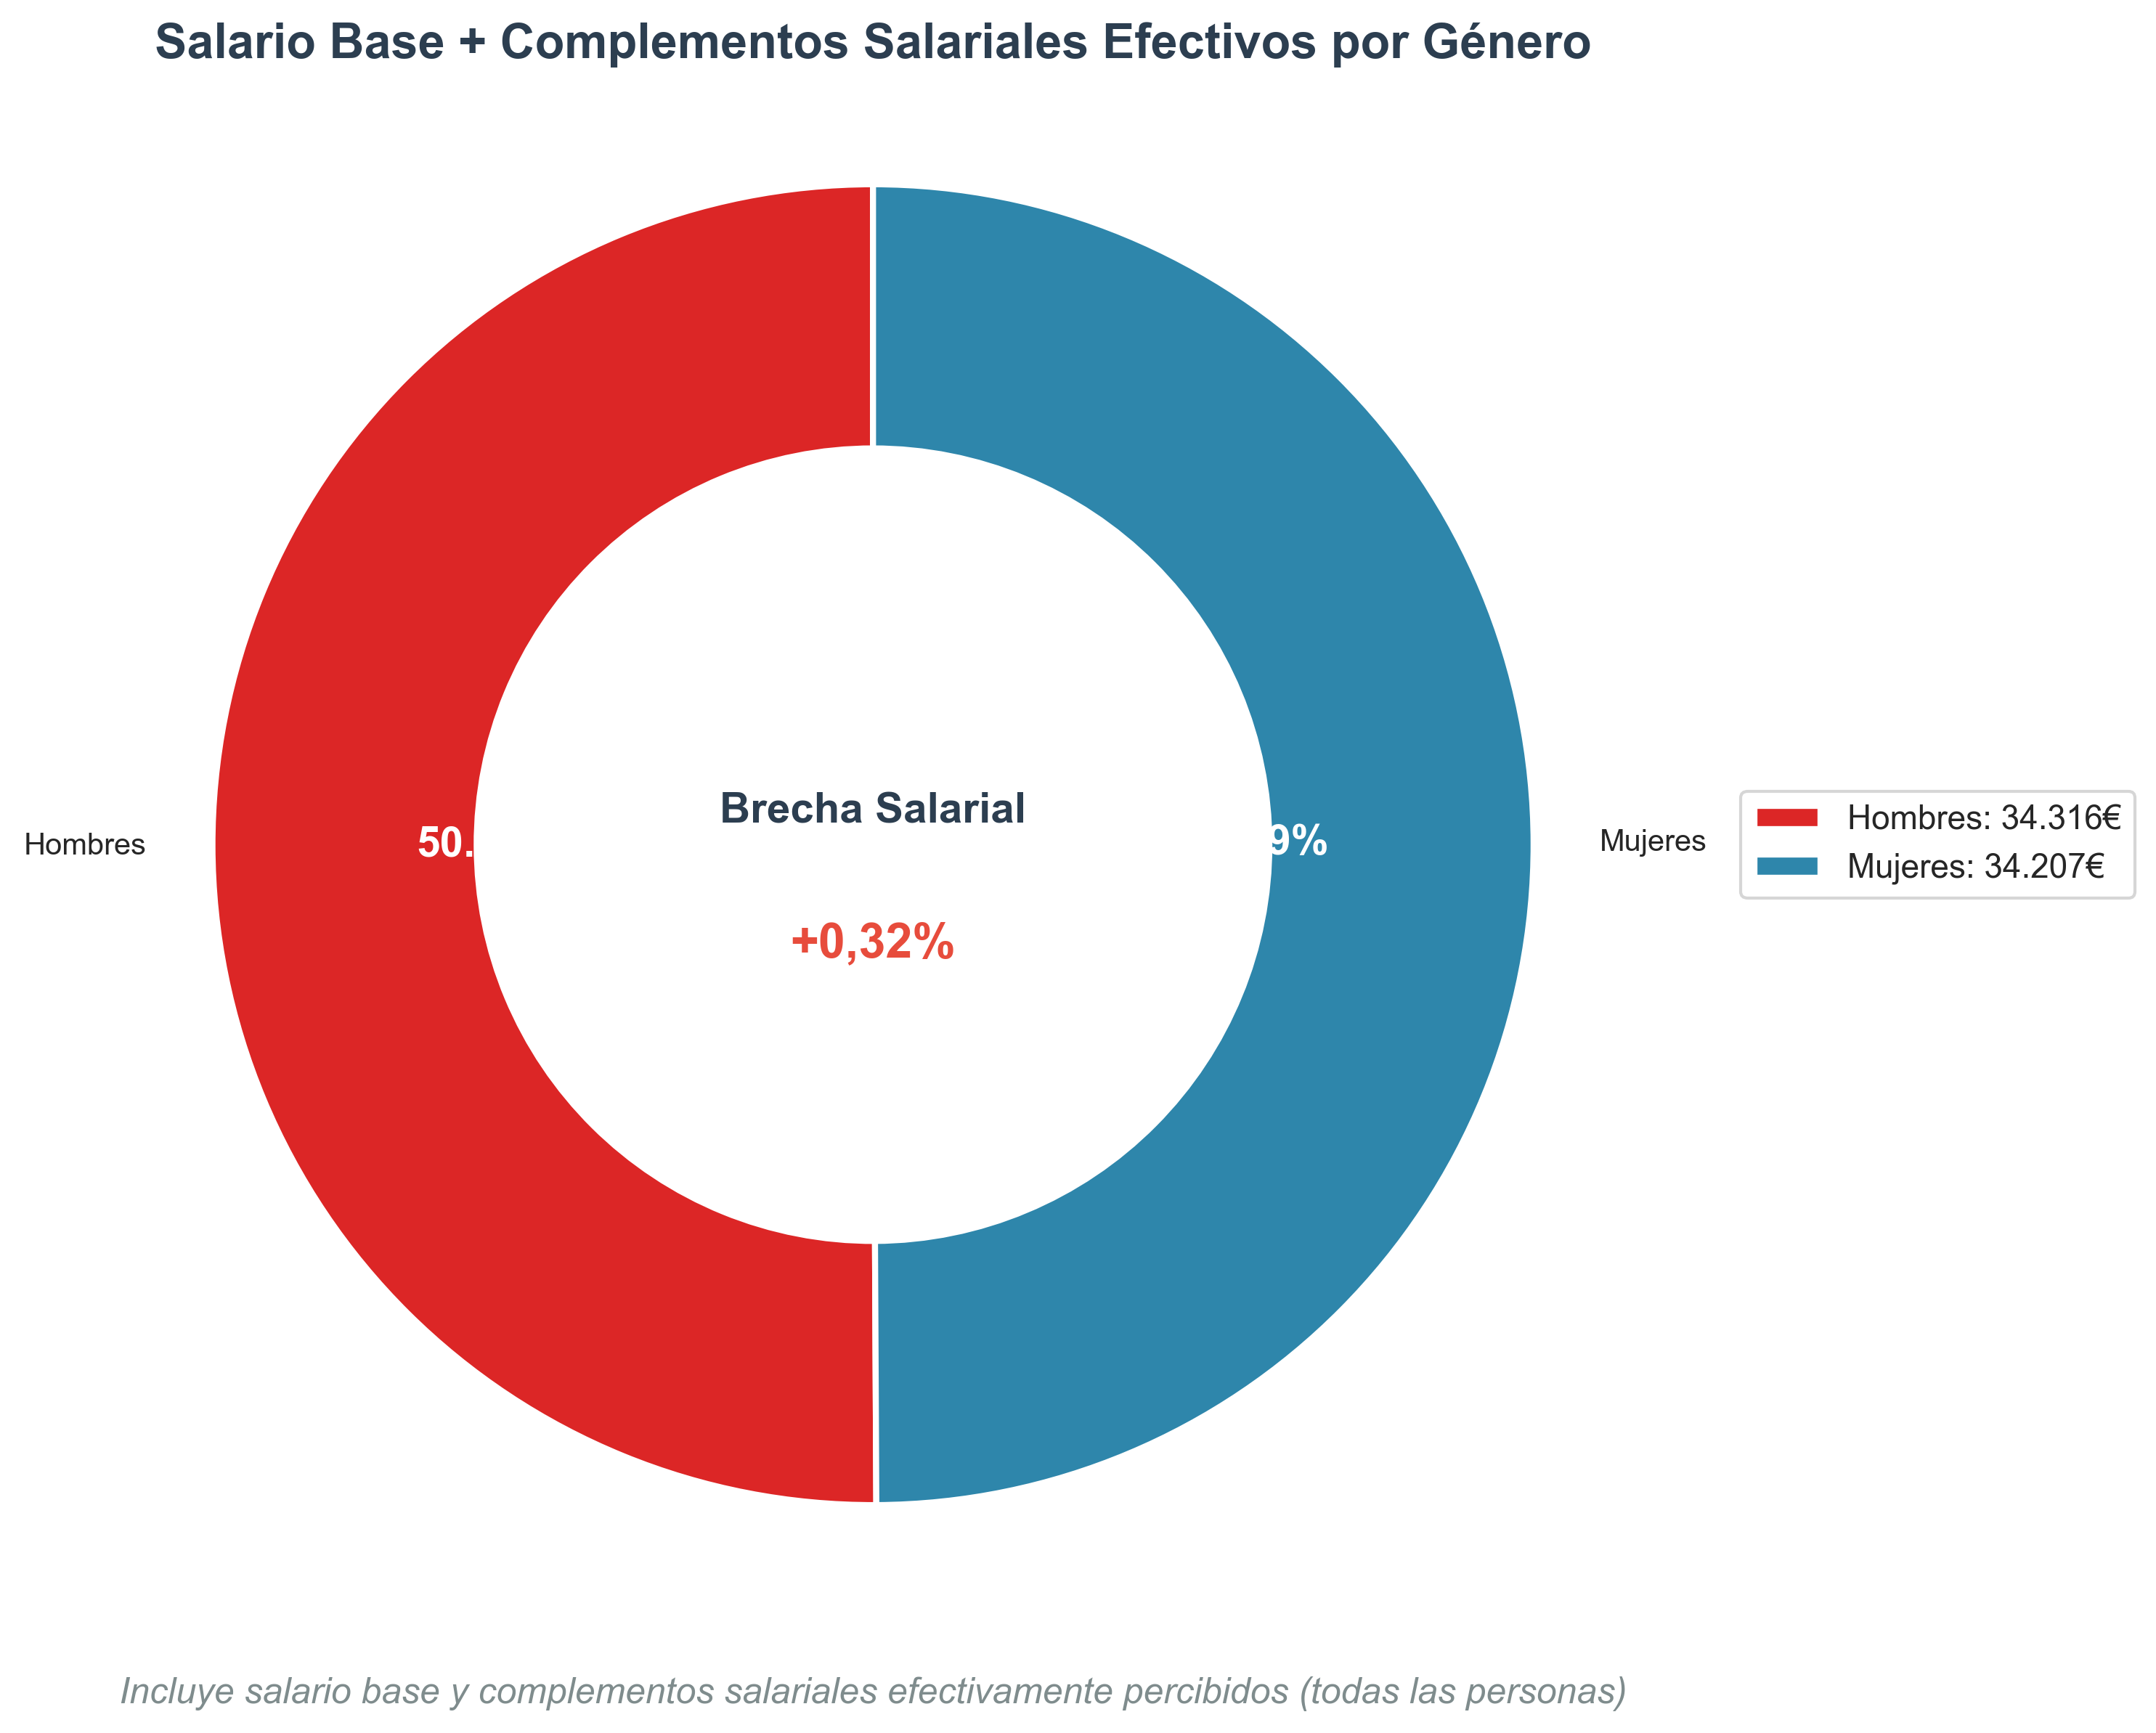 Salario Base + Complementos Salariales Efectivos por Género
Hombres
50.
Brecha Salarial
+0,32%
9%
Mujeres
Hombres: 34.316€
Mujeres: 34.207€
Incluye salario base y complementos salariales efectivamente percibidos (todas las personas)